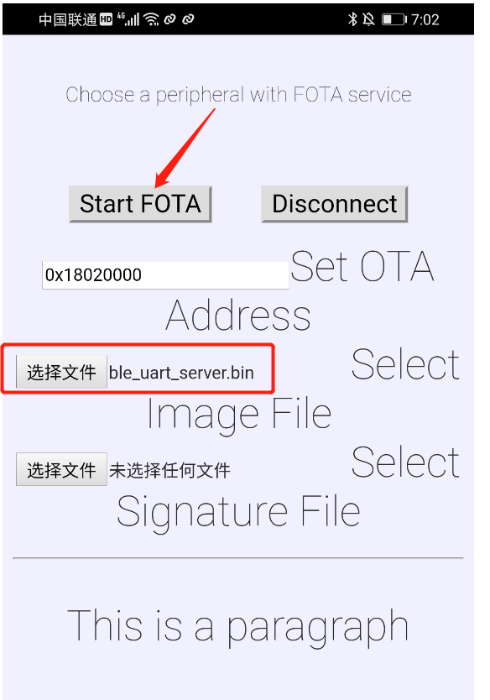 中国联通 HD 4G 7:02
Choose a peripheral with FOTA service
Start FOTA Disconnect
0x18020000 Set OTA
Address
选择文件 ble_uart_server.bin Select
Image File
选择文件 未选择任何文件 Select
Signature File
This is a paragraph